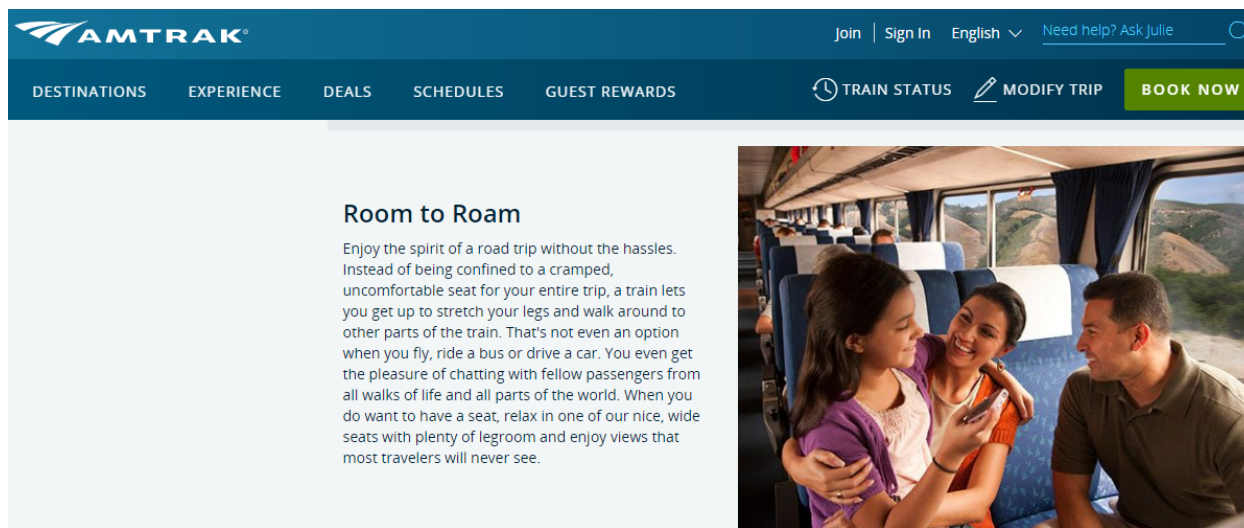 AMTRAK
Join Sign In English Need help? Ask Julie
DESTINATIONS EXPERIENCE DEALS SCHEDULES GUEST REWARDS TRAIN STATUS MODIFY TRIP BOOK NOW
Room to Roam
Enjoy the spirit of a road trip without the hassles.
Instead of being confined to a cramped,
uncomfortable seat for your entire trip, a train lets
you get up to stretch your legs and walk around to
other parts of the train. That's not even an option
when you fly, ride a bus or drive a car. You even get
the pleasure of chatting with fellow passengers from
all walks of life and all parts of the world. When you
do want to have a seat, relax in one of our nice, wide
seats with plenty of legroom and enjoy views that
most travelers will never see.